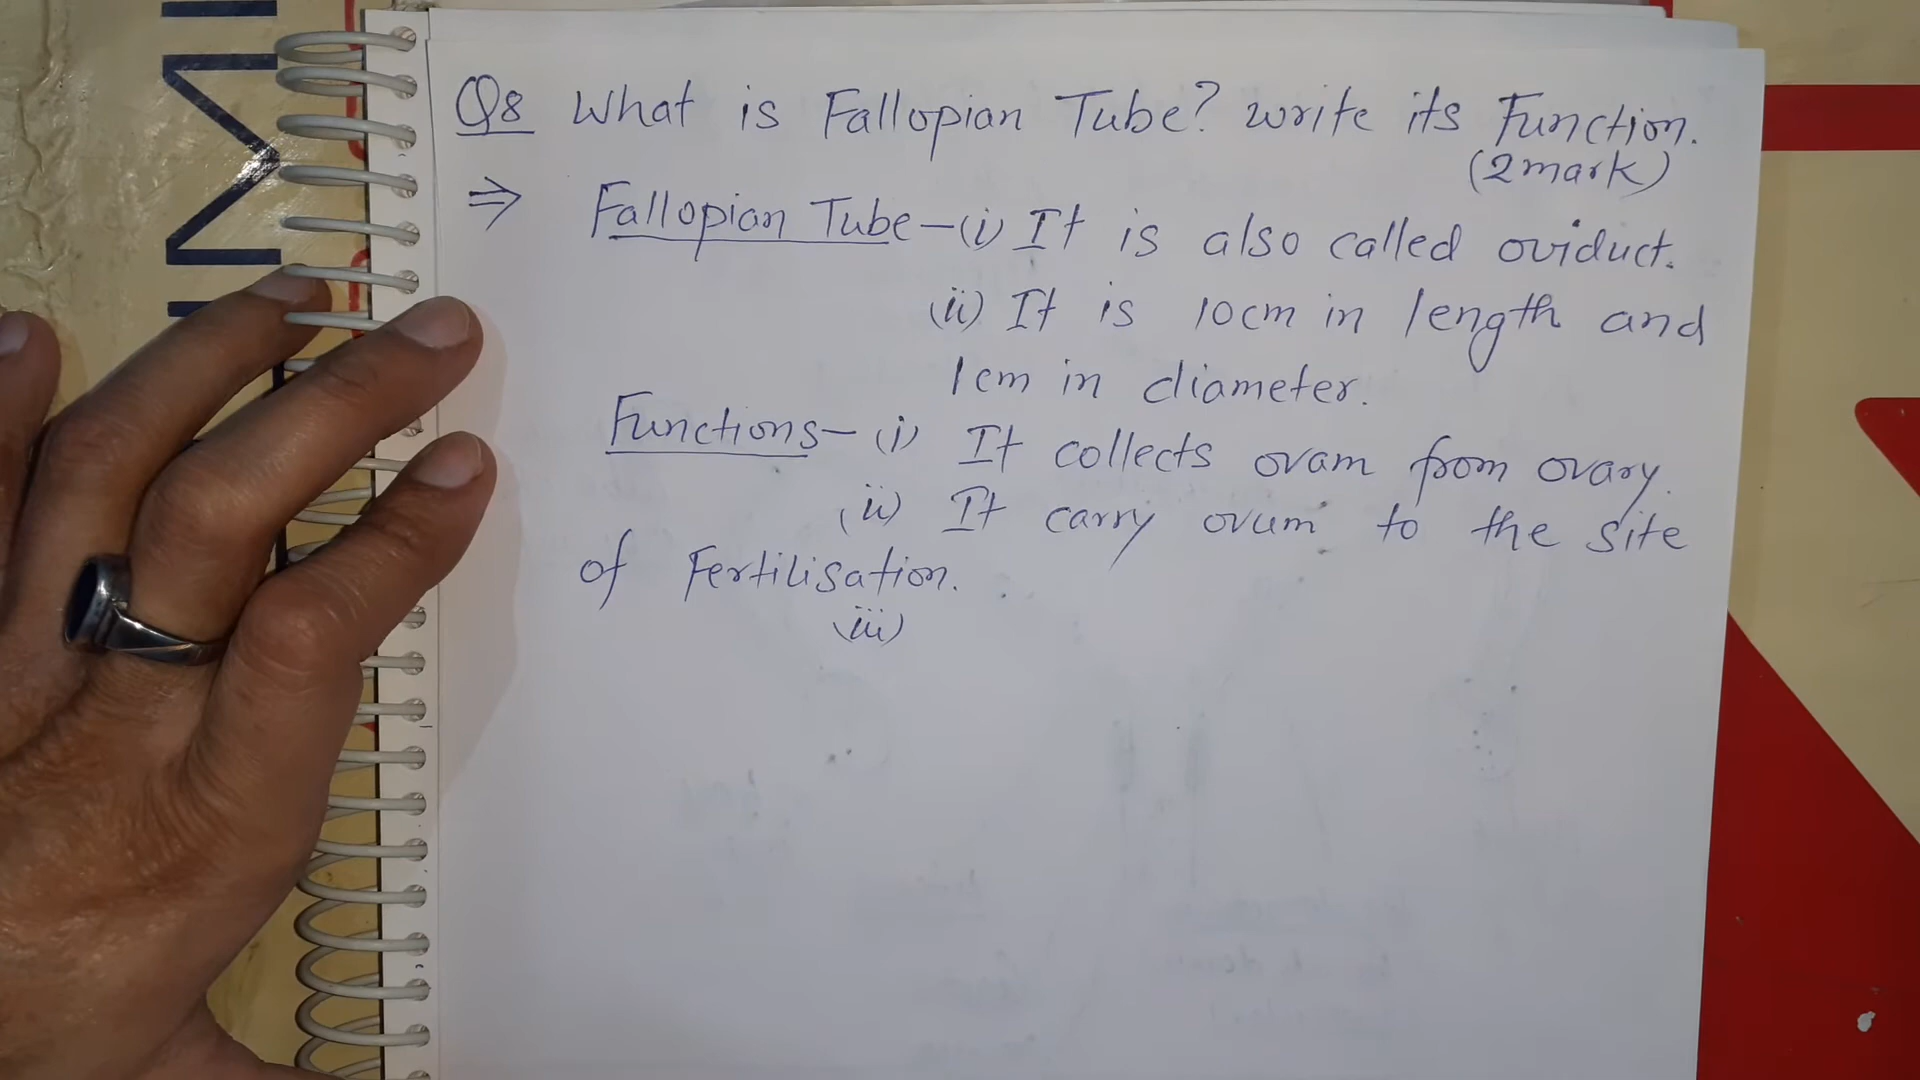 Q8 What is Fallopian Tube? write its Function.
(2mark)
⇒ Fallopian Tube-(i) It is also called oviduct.
(ii) It is 10cm in length and
1cm in diameter.
Functions- (i) It collects ovam from ovary.
(ii) It carry ovum to the site
of Fertilisation.
(iii)